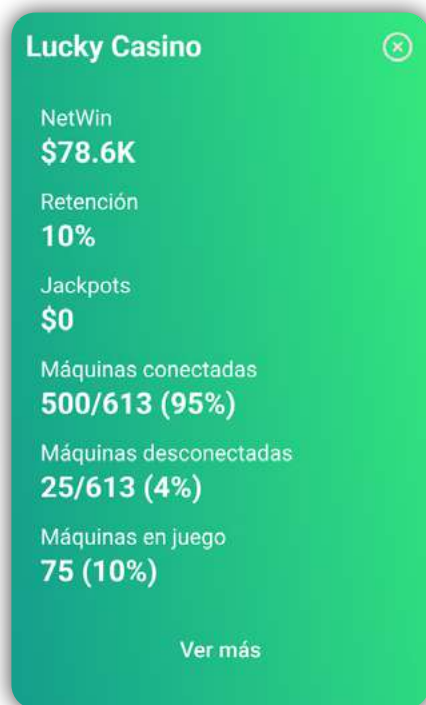 Lucky Casino
NetWin
$78.6K
Retención
10%
Jackpots
$0
Máquinas conectadas
500/613 (95%)
Máquinas desconectadas
25/613 (4%)
Máquinas en juego
75 (10%)
Ver más